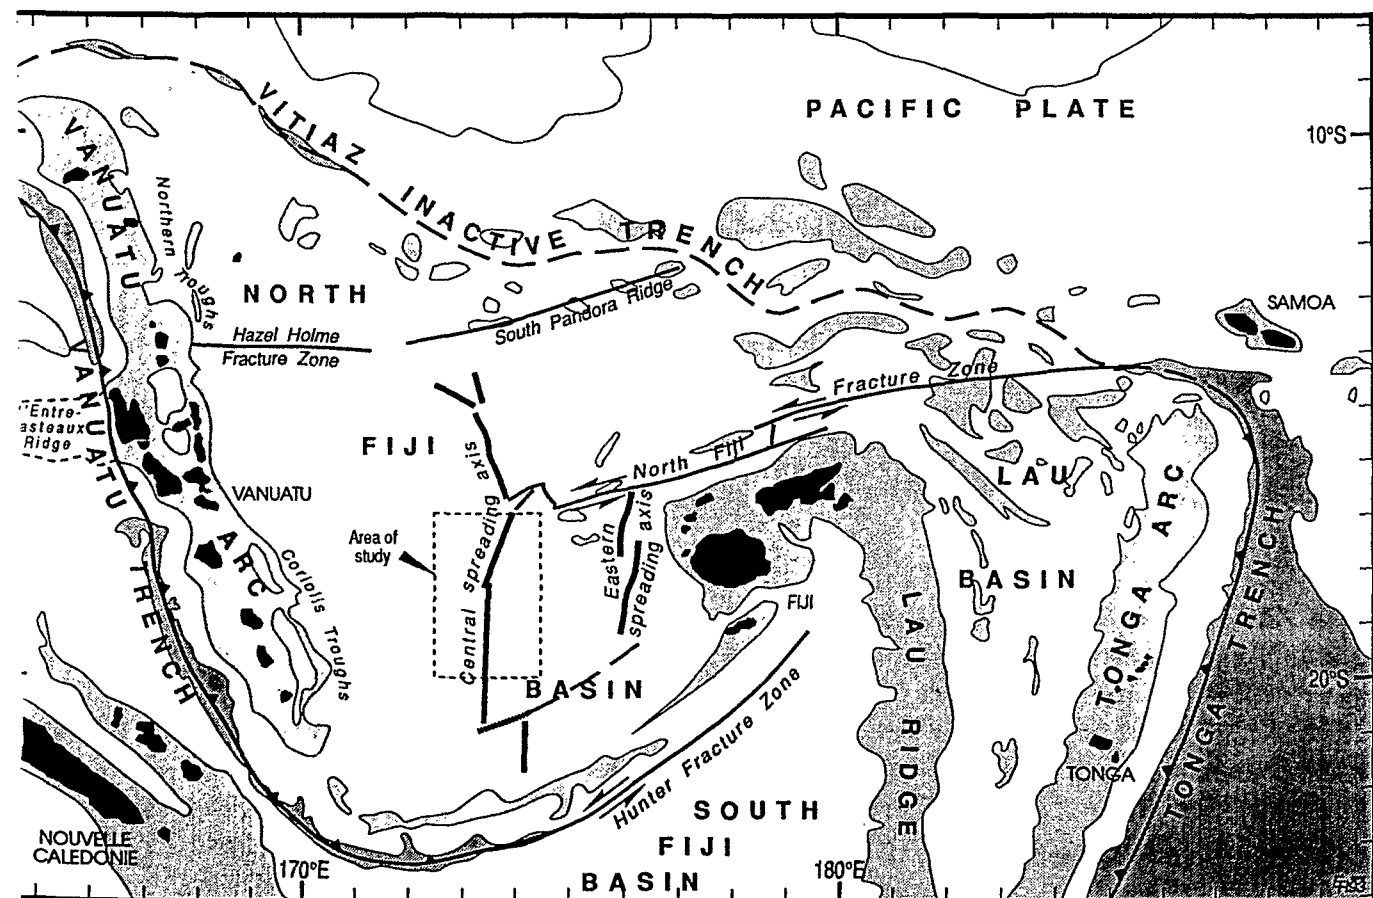 PACIFIC PLATE
10°S
VITIAZ INACTIVE TRENCH
VANUATU ARC
Northern Troughs
NORTH
SAMOA
South Pandora Ridge
Hazel Holme
Fracture Zone
North Fiji Fracture Zone
Entre-
asteaux
Ridge
FIJI
VANUATU
LAU
BASIN
Area of
study
Central spreading axis
Eastern
spreading axis
FIJI
Coriolis Troughs
VANUATU TRENCH
LAU RIDGE
TONGA ARC
TONGA TRENCH
20°S
BASIN
Hunter Fracture Zone
TONGA
SOUTH
FIJI
BASIN
NOUVELLE
CALEDONIE
170°E
180°E